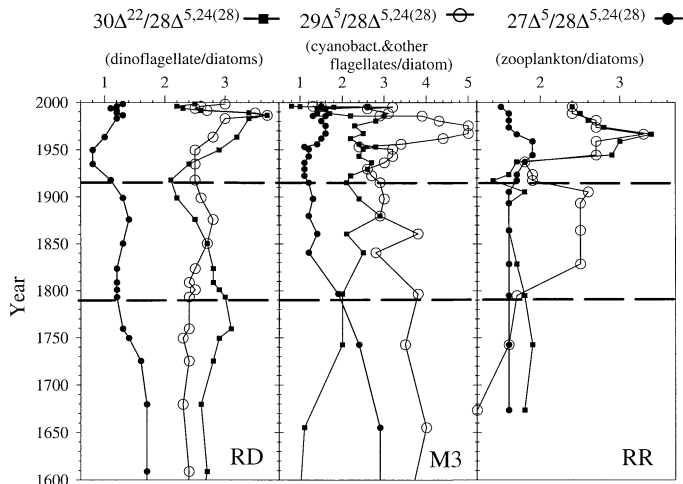 30Δ²²/28Δ⁵,²⁴⁽²⁸⁾ 29Δ⁵/28Δ⁵,²⁴⁽²⁸⁾ 27Δ⁵/28Δ⁵,²⁴⁽²⁸⁾
(dinoflagellate/diatoms) (cyanobact.&other flagellates/diatom) (zooplankton/diatoms)
1 2 3 1 2 3 4 5 2 3
2000
1950
1900
1850
1800
1750
1700
1650
1600
Year
RD M3 RR